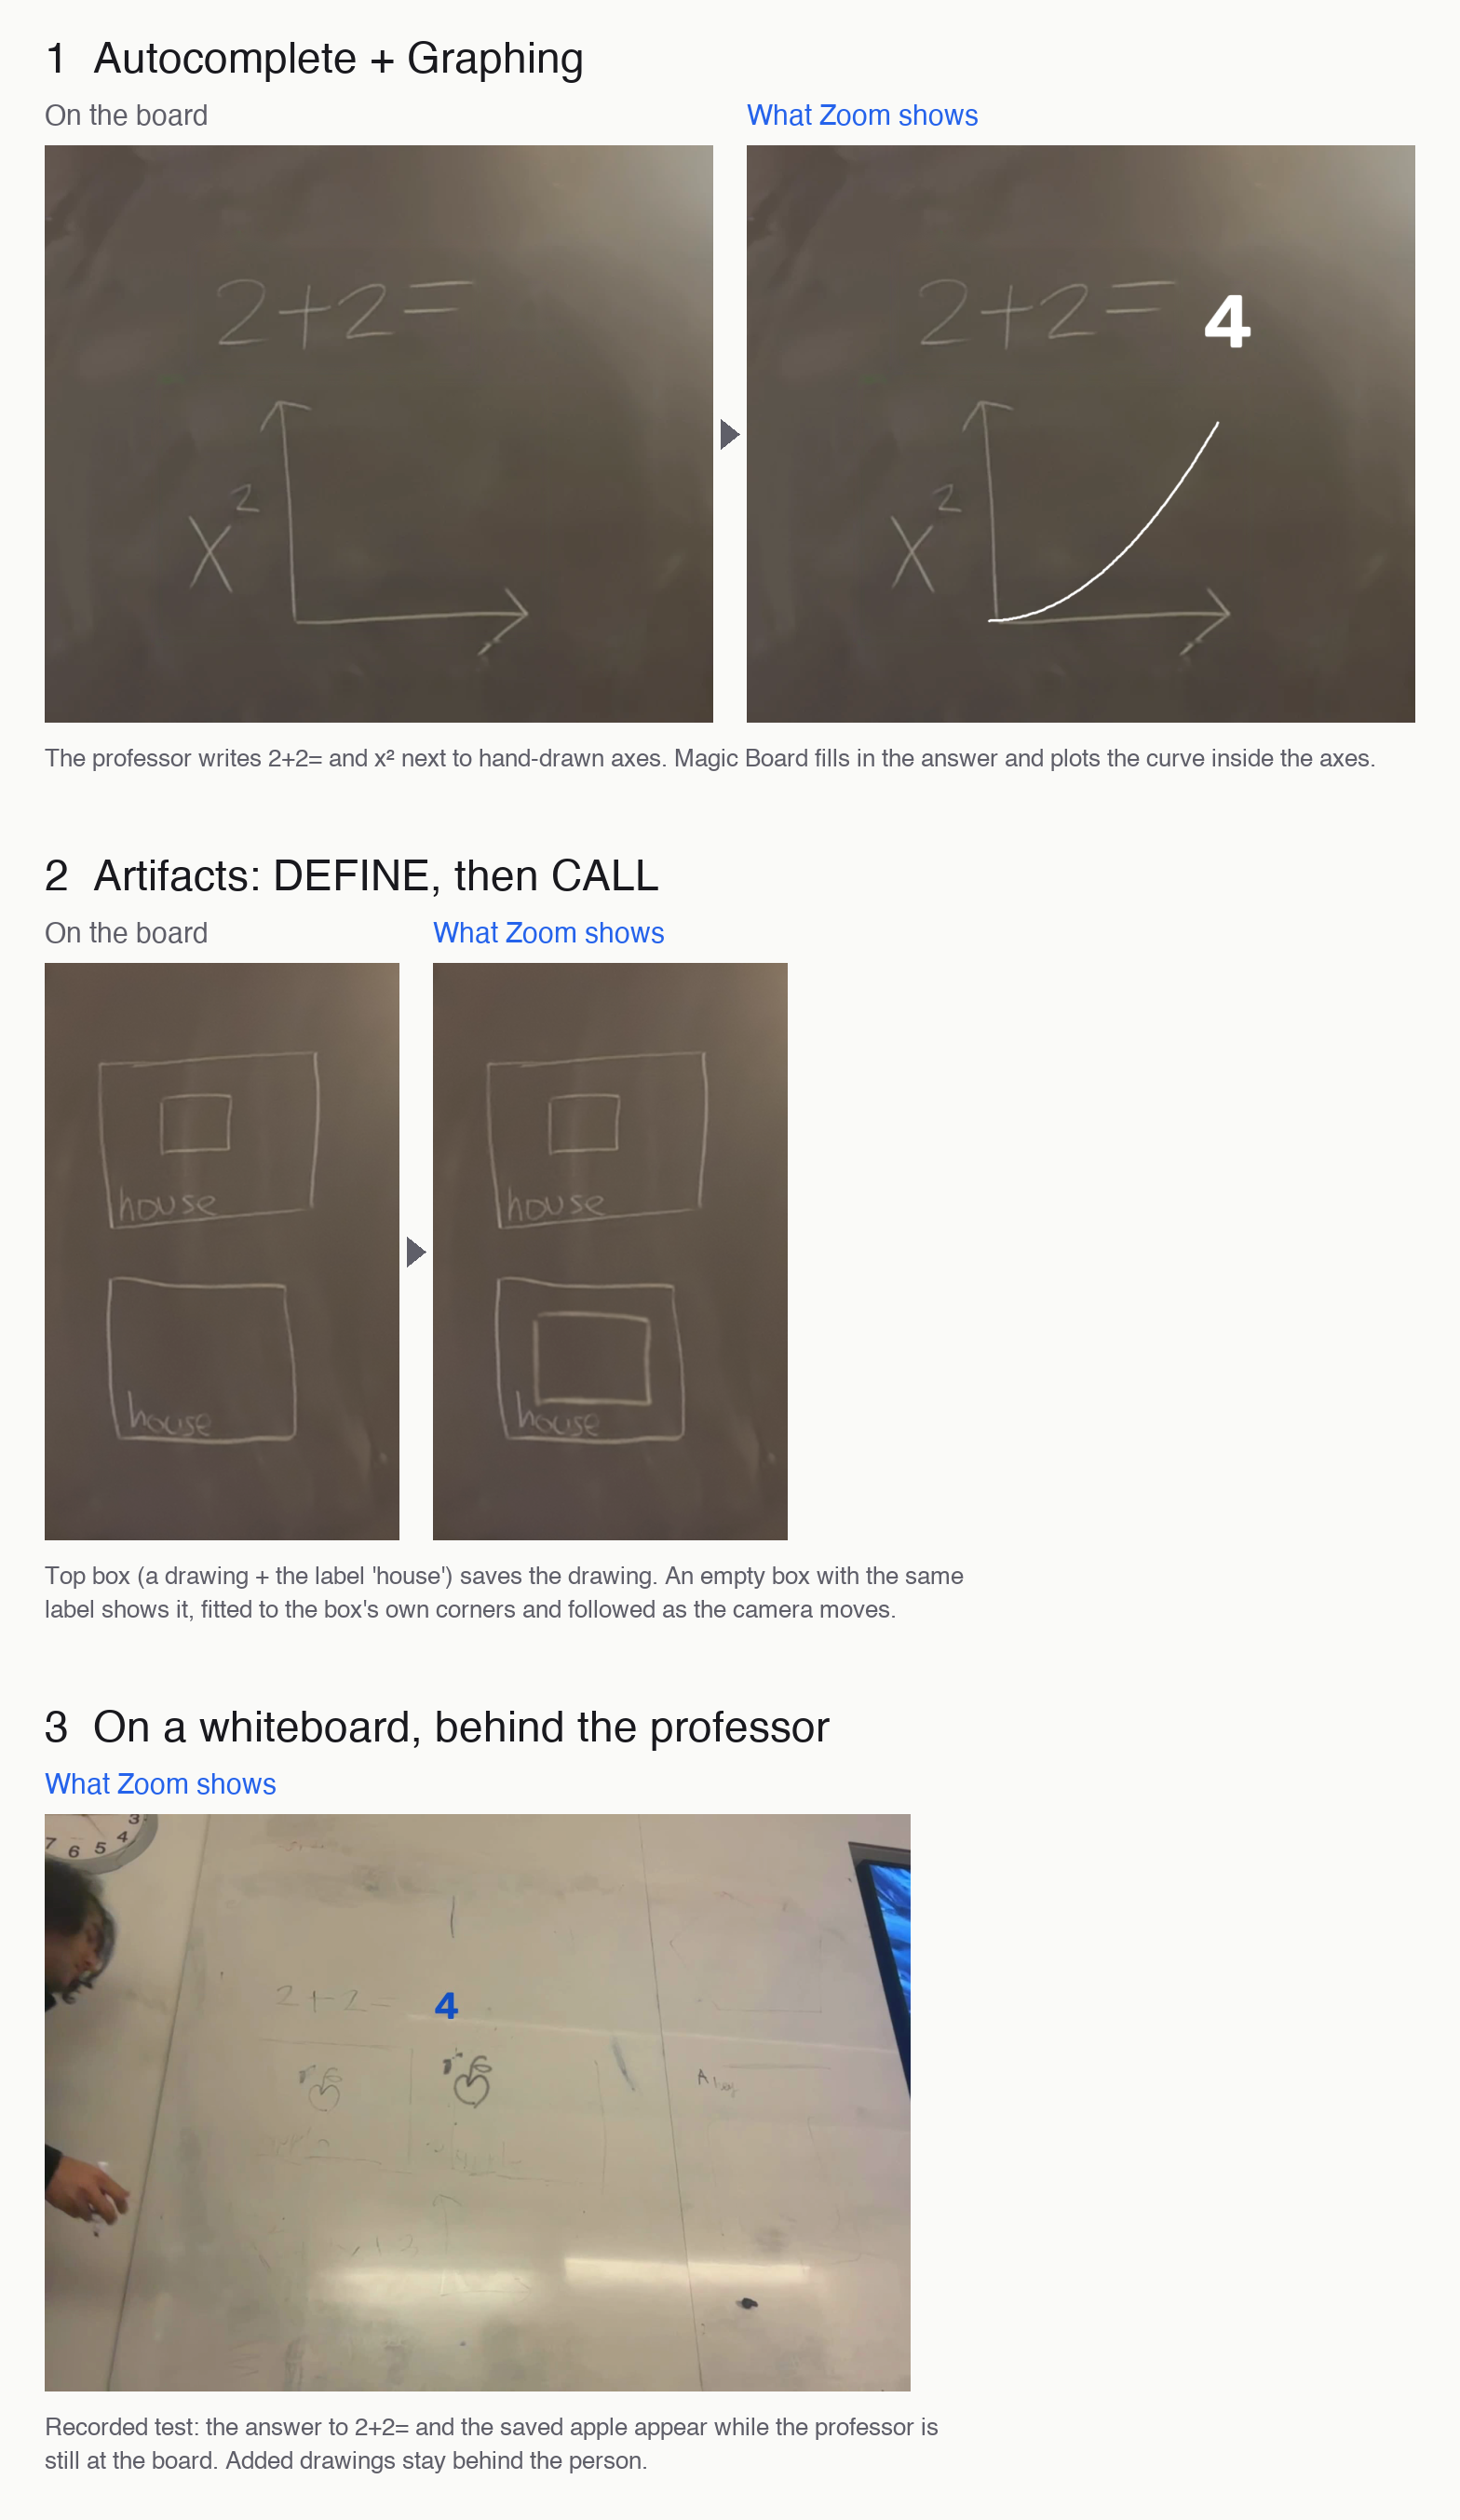 1 Autocomplete + Graphing
On the board
What Zoom shows
2+2=
x²
2+2= 4
x²
The professor writes 2+2= and x² next to hand-drawn axes. Magic Board fills in the answer and plots the curve inside the axes.
2 Artifacts: DEFINE, then CALL
On the board
What Zoom shows
house
house
house
house
Top box (a drawing + the label 'house') saves the drawing. An empty box with the same
label shows it, fitted to the box's own corners and followed as the camera moves.
3 On a whiteboard, behind the professor
What Zoom shows
7 6 5 4 3
2+2= 4
Recorded test: the answer to 2+2= and the saved apple appear while the professor is
still at the board. Added drawings stay behind the person.